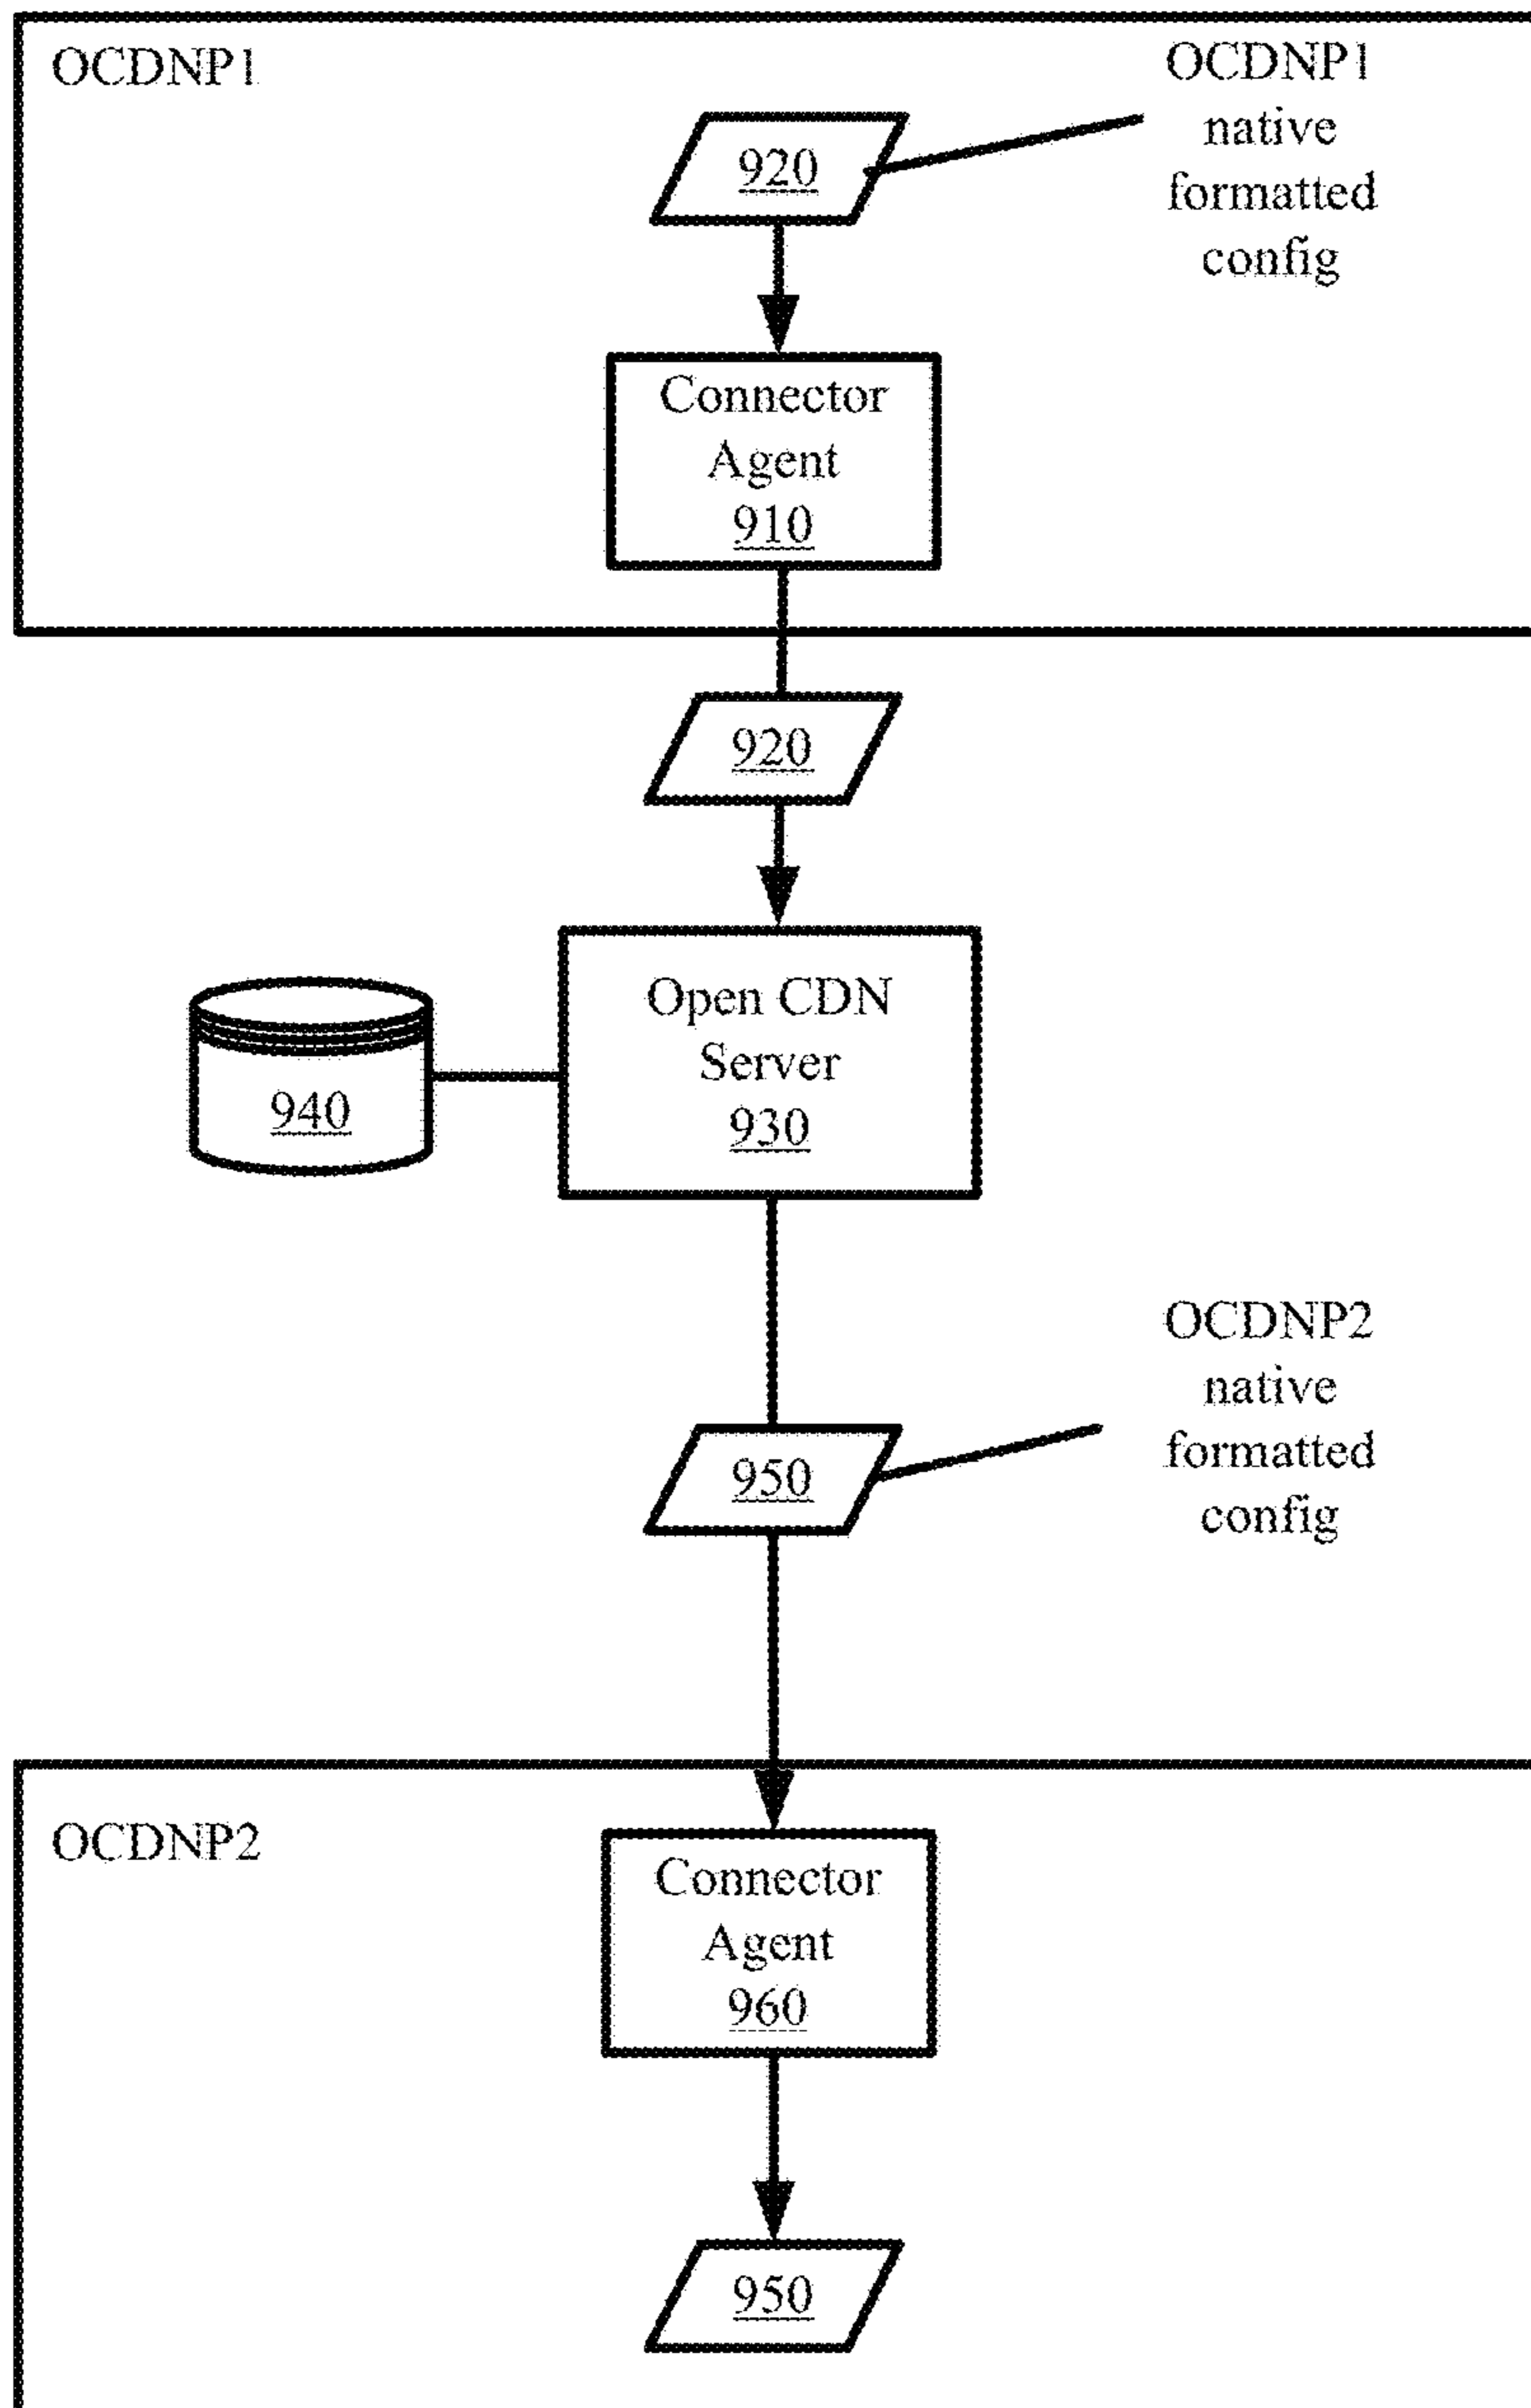 OCDNP1
OCDNP1
native
formatted
config
920
Connector
Agent
910
920
Open CDN
Server
930
940
OCDNP2
native
formatted
config
950
OCDNP2
Connector
Agent
960
950